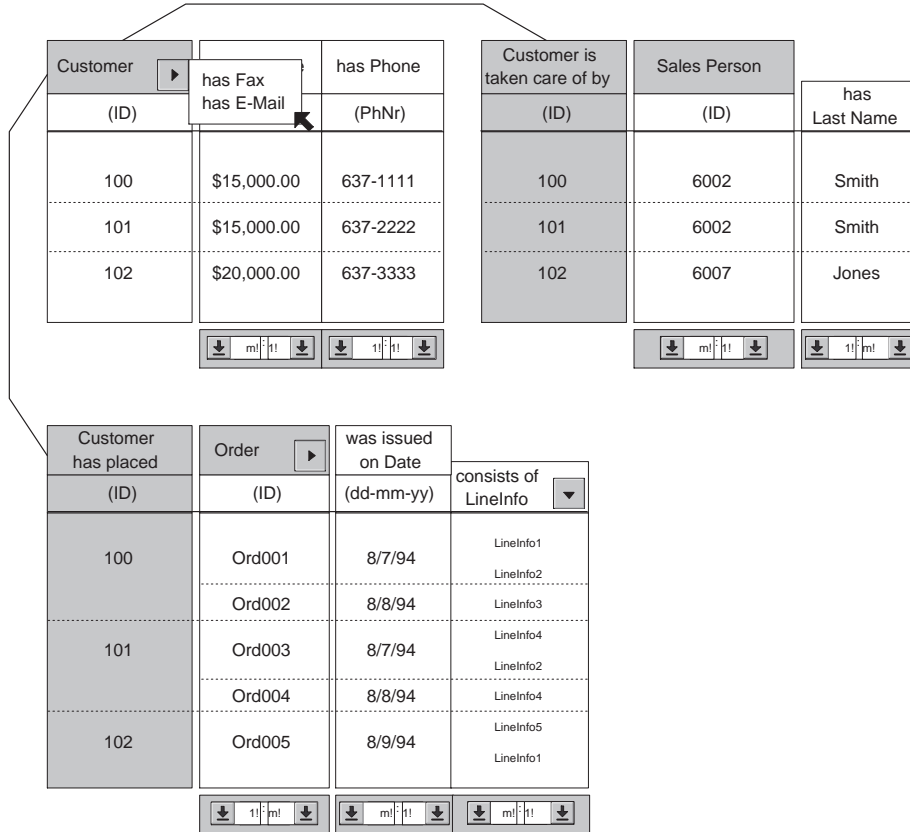 Customer
has Fax
has E-Mail
has Phone
(ID)
(PhNr)
100
$15,000.00
637-1111
101
$15,000.00
637-2222
102
$20,000.00
637-3333
m! : 1!
1! : 1!
Customer is
taken care of by
Sales Person
has
Last Name
(ID)
(ID)
100
6002
Smith
101
6002
Smith
102
6007
Jones
m! : 1!
1! : m!
Customer
has placed
Order
was issued
on Date
consists of
LineInfo
(ID)
(ID)
(dd-mm-yy)
100
Ord001
8/7/94
LineInfo1
LineInfo2
Ord002
8/8/94
LineInfo3
101
Ord003
8/7/94
LineInfo4
LineInfo2
Ord004
8/8/94
LineInfo4
102
Ord005
8/9/94
LineInfo5
LineInfo1
1! : m!
m! : 1!
m! : 1!